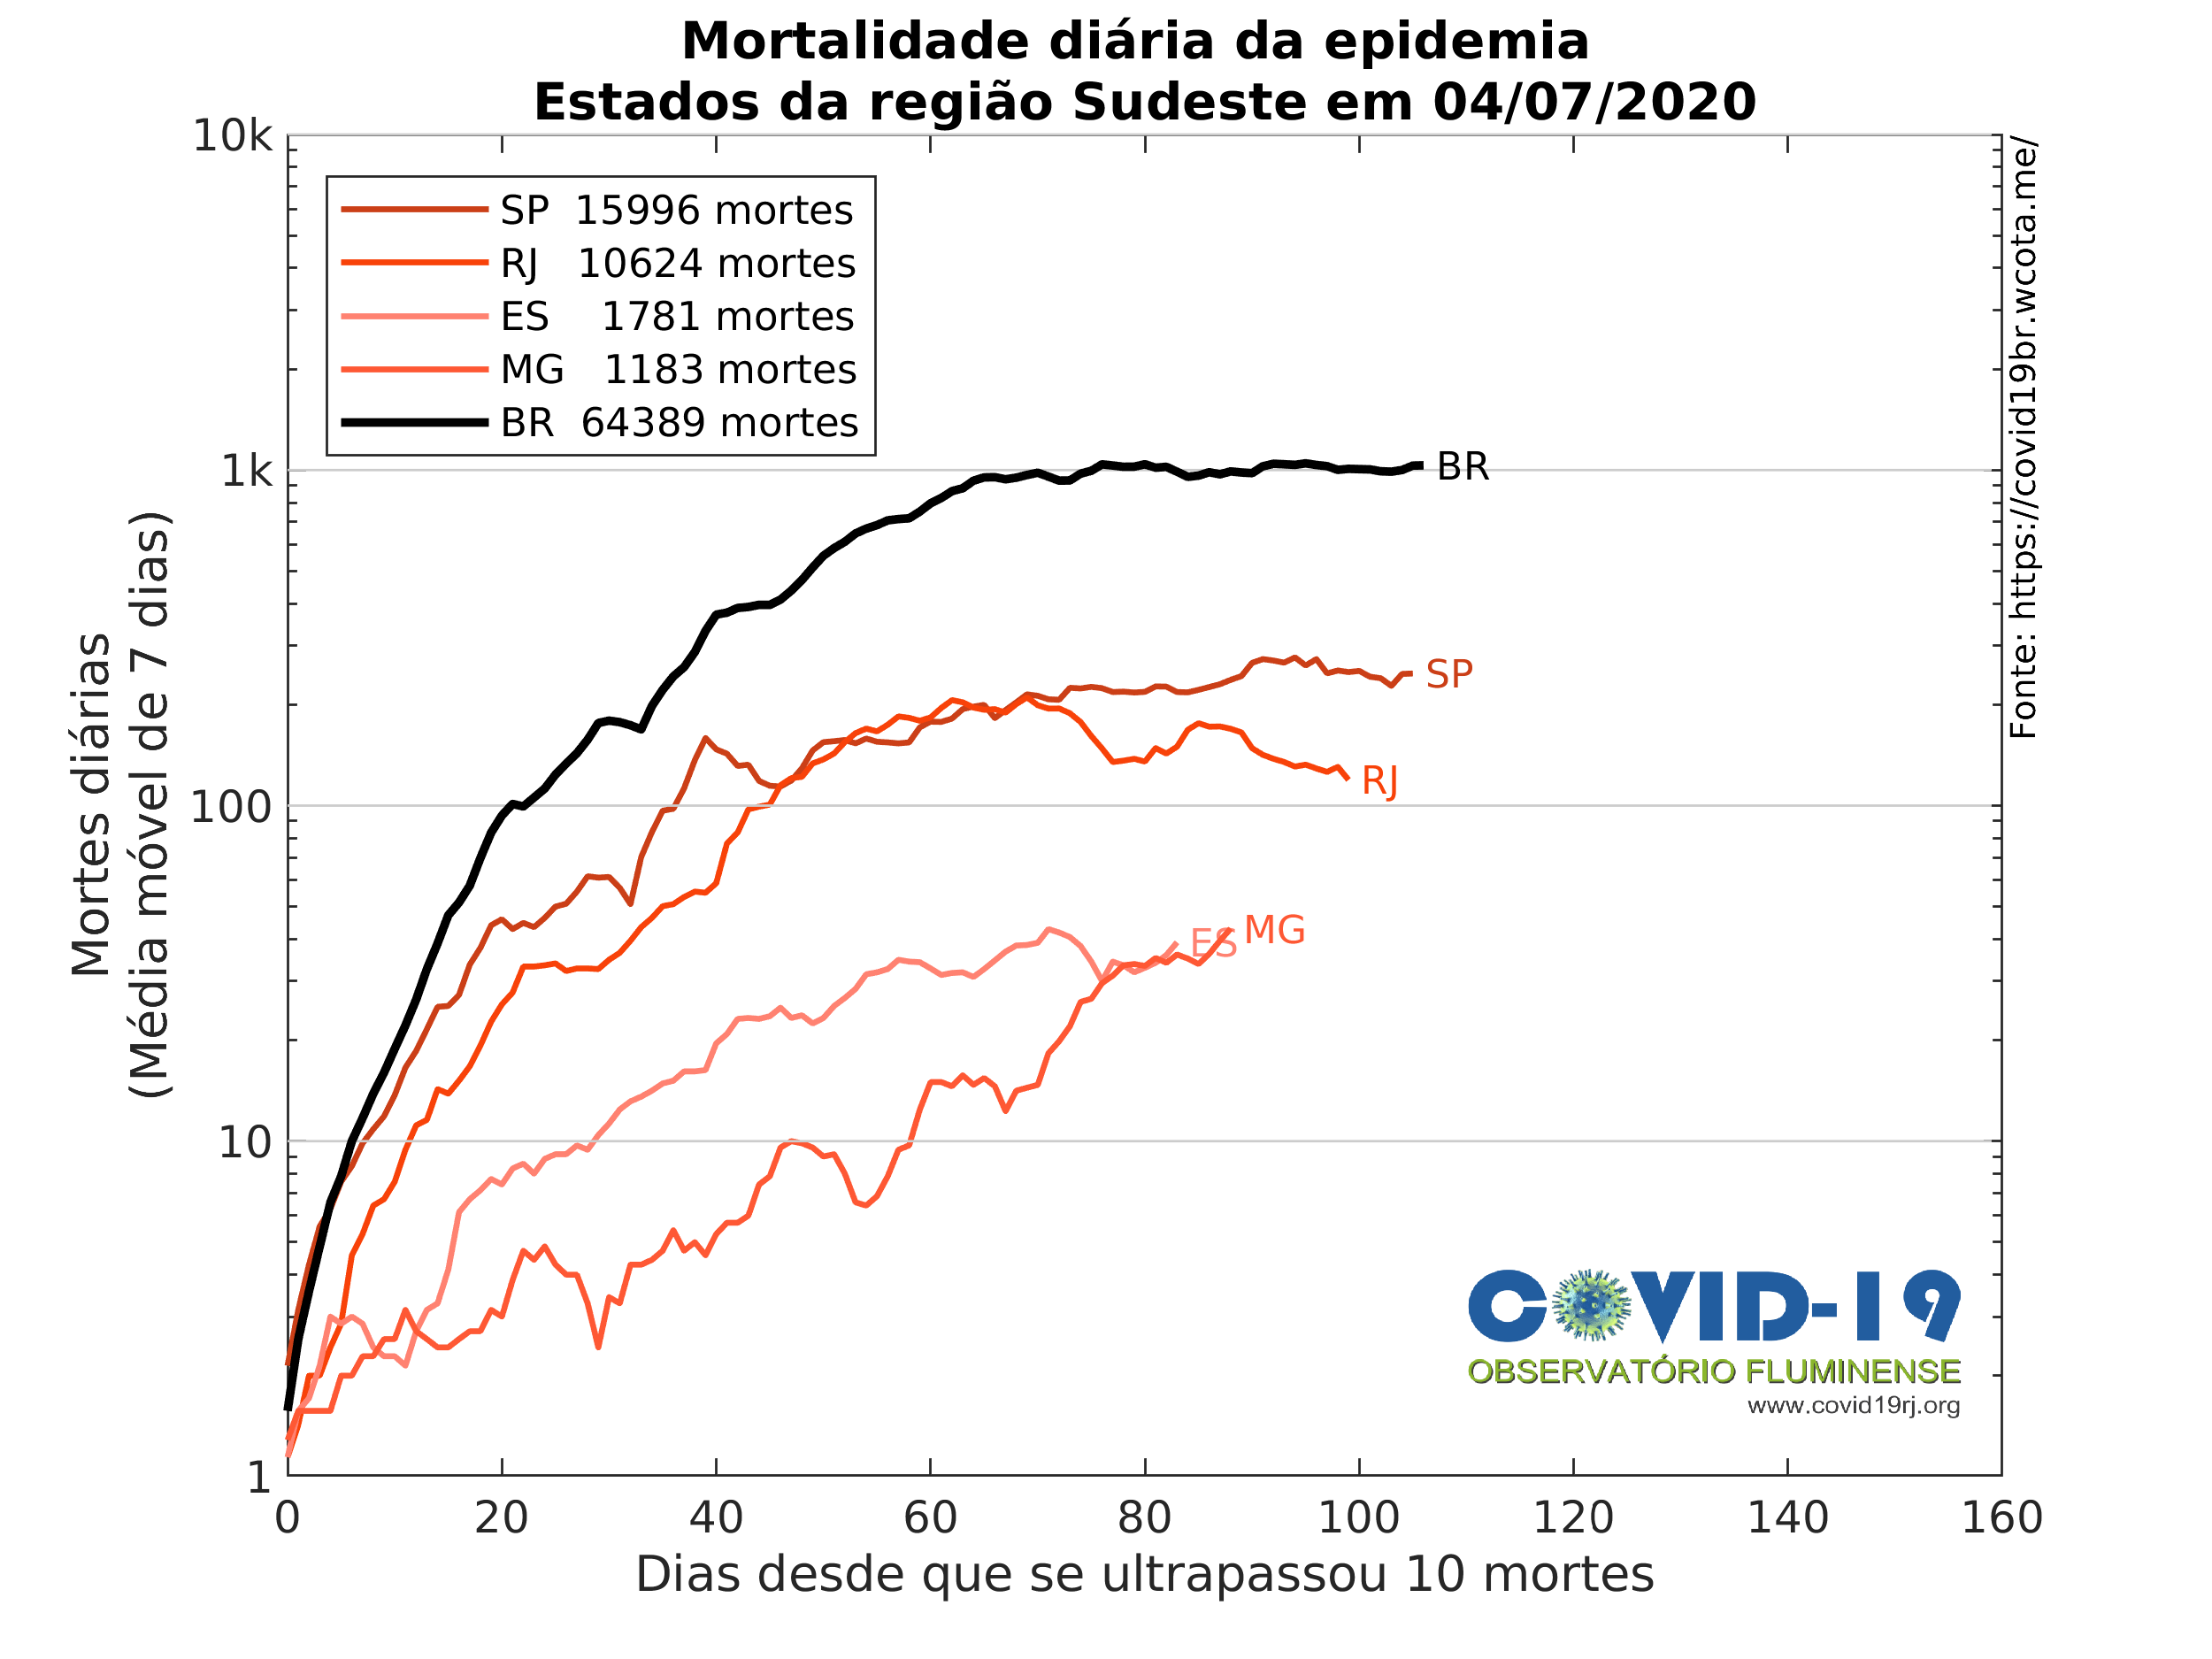 Mortalidade diária da epidemia
Estados da região Sudeste em 04/07/2020
10k
1k
100
10
1
Mortes diárias
(Média móvel de 7 dias)
SP 15996 mortes
RJ 10624 mortes
ES 1781 mortes
MG 1183 mortes
BR 64389 mortes
BR
SP
RJ
ES
MG
Fonte: https://covid19br.wcota.me/
COVID-19
OBSERVATÓRIO FLUMINENSE
www.covid19rj.org
0 20 40 60 80 100 120 140 160
Dias desde que se ultrapassou 10 mortes